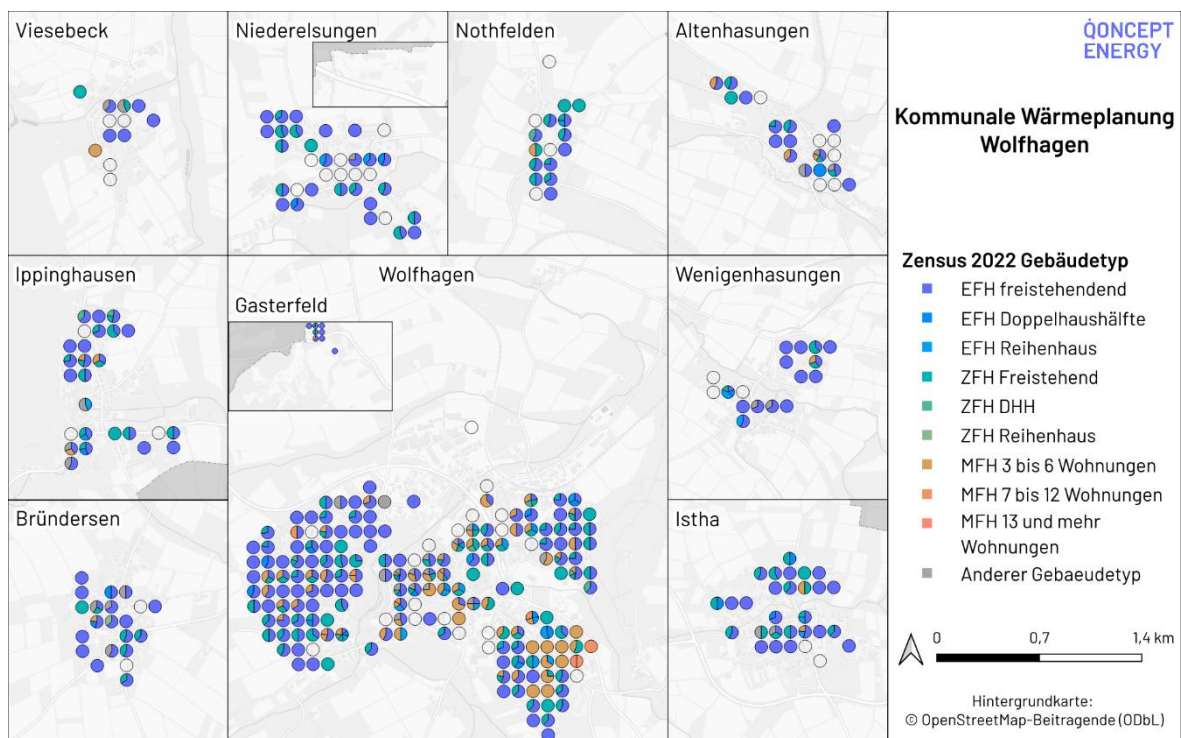 Viesebeck
Niederelsungen
Nothfelden
Altenhasungen
QONCEPT
ENERGY
Kommunale Wärmeplanung
Wolfhagen
Ippinghausen
Wolfhagen
Gasterfeld
Wenigenhasungen
Bründersen
Istha
Zensus 2022 Gebäudetyp
EFH freistehendend
EFH Doppelhaushälfte
EFH Reihenhaus
ZFH Freistehend
ZFH DHH
ZFH Reihenhaus
MFH 3 bis 6 Wohnungen
MFH 7 bis 12 Wohnungen
MFH 13 und mehr
Wohnungen
Anderer Gebaeudetyp
0 0,7 1,4 km
Hintergrundkarte:
© OpenStreetMap-Beitragende (ODbL)